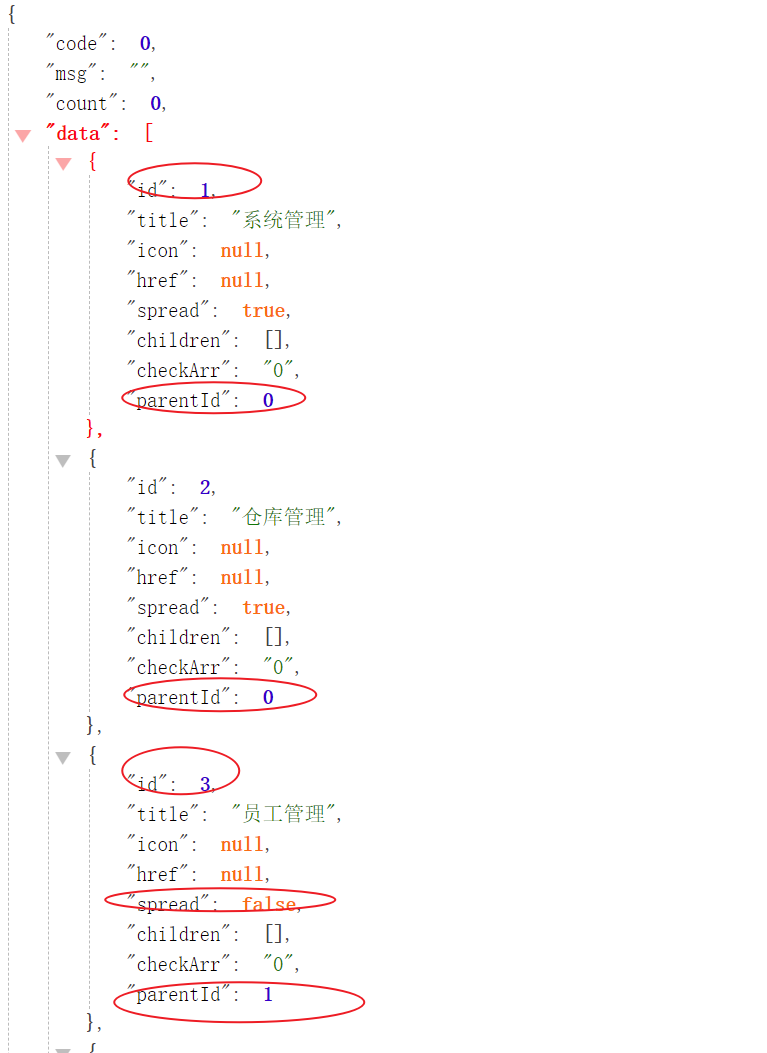 {
"code": 0,
"msg": "",
"count": 0,
"data": [
{
"id": 1,
"title": "系统管理",
"icon": null,
"href": null,
"spread": true,
"children": [],
"checkArr": "0",
"parentId": 0
},
{
"id": 2,
"title": "仓库管理",
"icon": null,
"href": null,
"spread": true,
"children": [],
"checkArr": "0",
"parentId": 0
},
{
"id": 3,
"title": "员工管理",
"icon": null,
"href": null,
"spread": false,
"children": [],
"checkArr": "0",
"parentId": 1
},
{